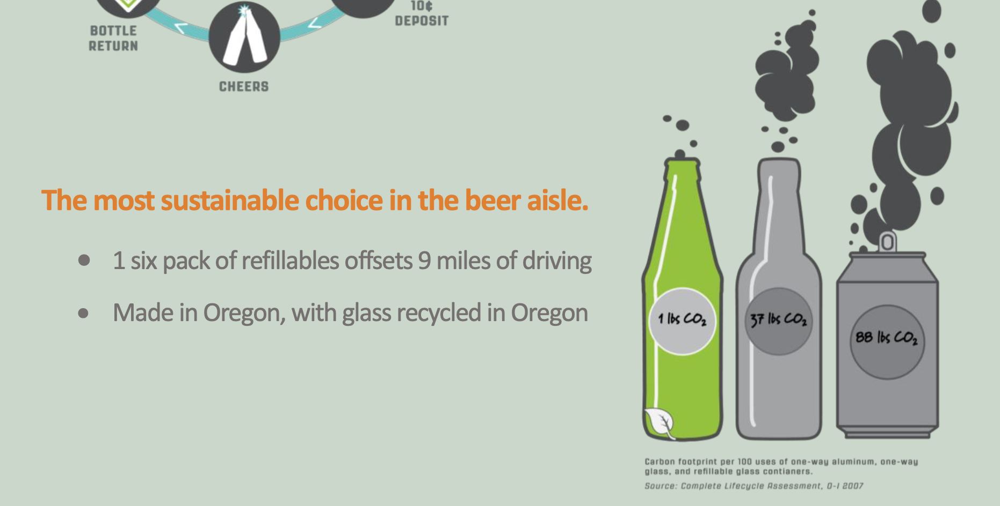 10¢
DEPOSIT
BOTTLE
RETURN
CHEERS
The most sustainable choice in the beer aisle.
● 1 six pack of refillables offsets 9 miles of driving
● Made in Oregon, with glass recycled in Oregon
1 lbs CO₂
37 lbs CO₂
88 lbs CO₂
Carbon footprint per 100 uses of one-way aluminum, one-way
glass, and refillable glass contianers.
Source: Complete Lifecycle Assessment, O-I 2007